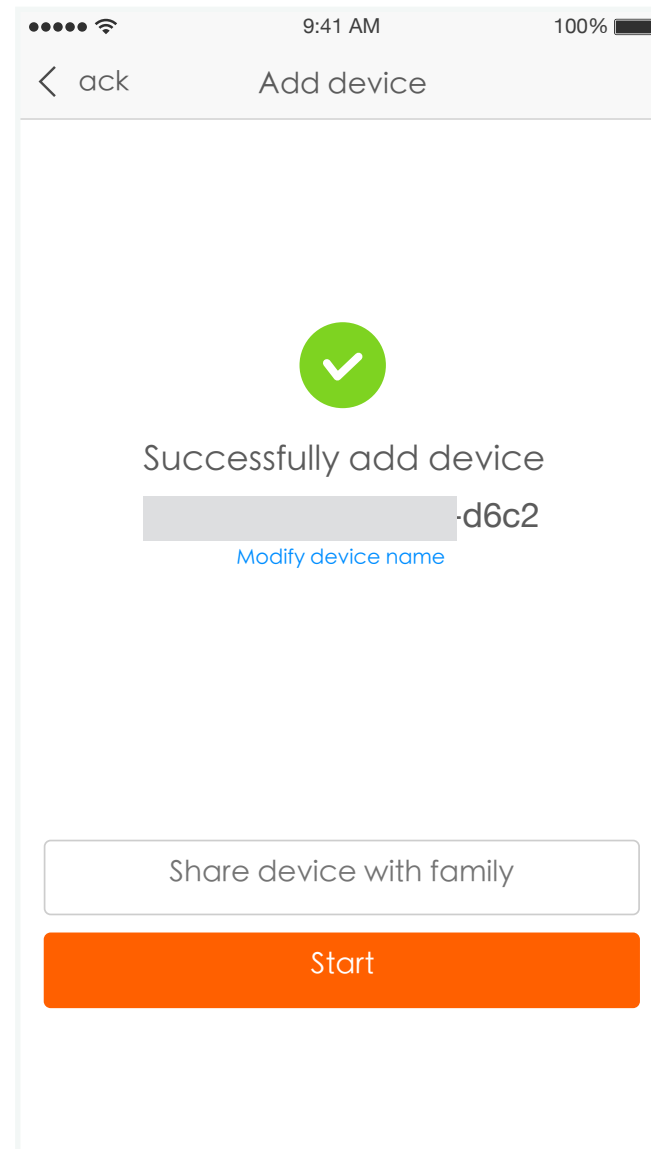 9:41 AM 100%
ack Add device
Successfully add device
-d6c2
Modify device name
Share device with family
Start